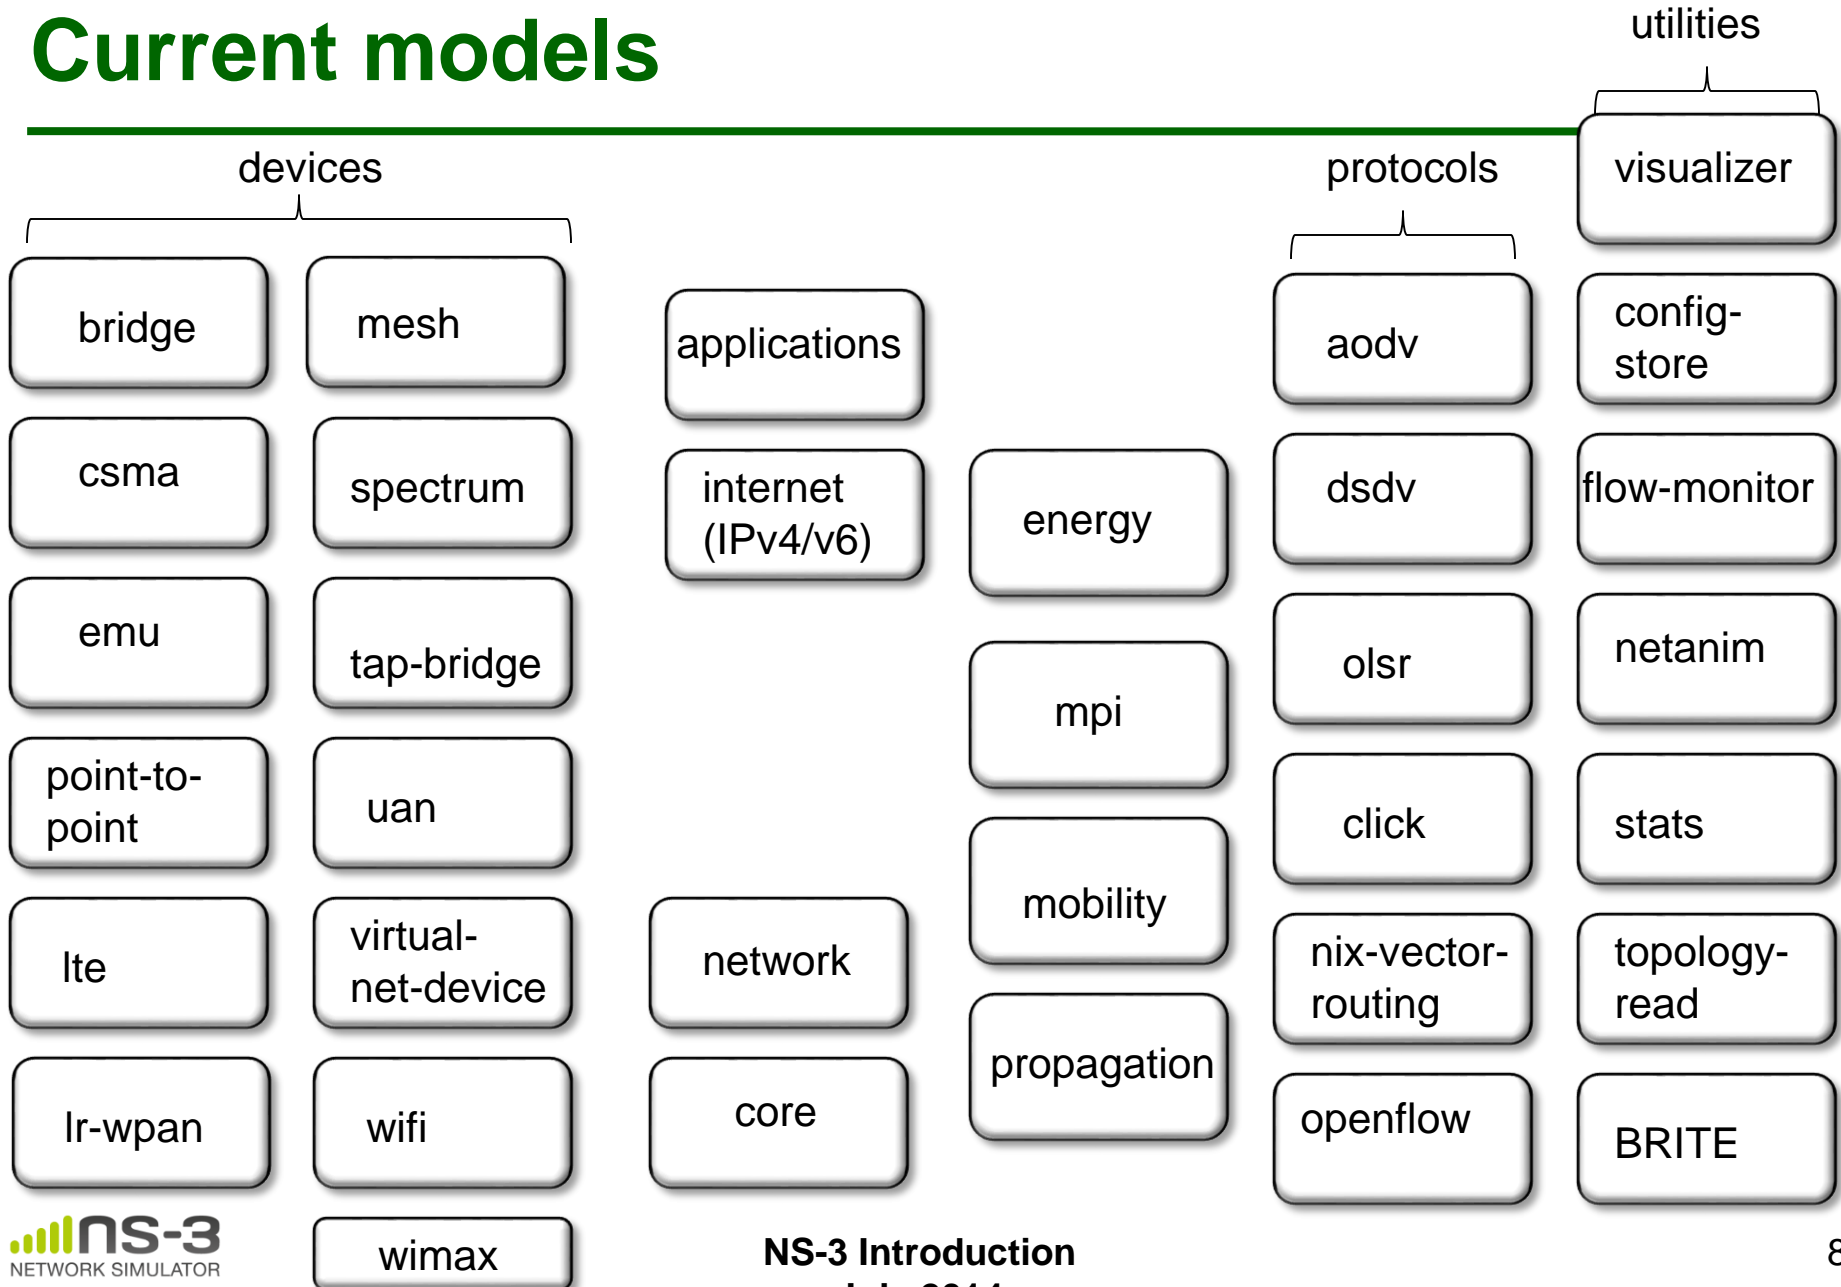 Current models
utilities
devices
protocols
visualizer
bridge
mesh
applications
aodv
config-
store
csma
spectrum
internet
(IPv4/v6)
energy
dsdv
flow-monitor
emu
tap-bridge
mpi
olsr
netanim
point-to-
point
uan
mobility
click
stats
lte
virtual-
net-device
network
propagation
nix-vector-
routing
topology-
read
lr-wpan
wifi
core
openflow
BRITE
wimax
NS-3
NETWORK SIMULATOR
NS-3 Introduction
8